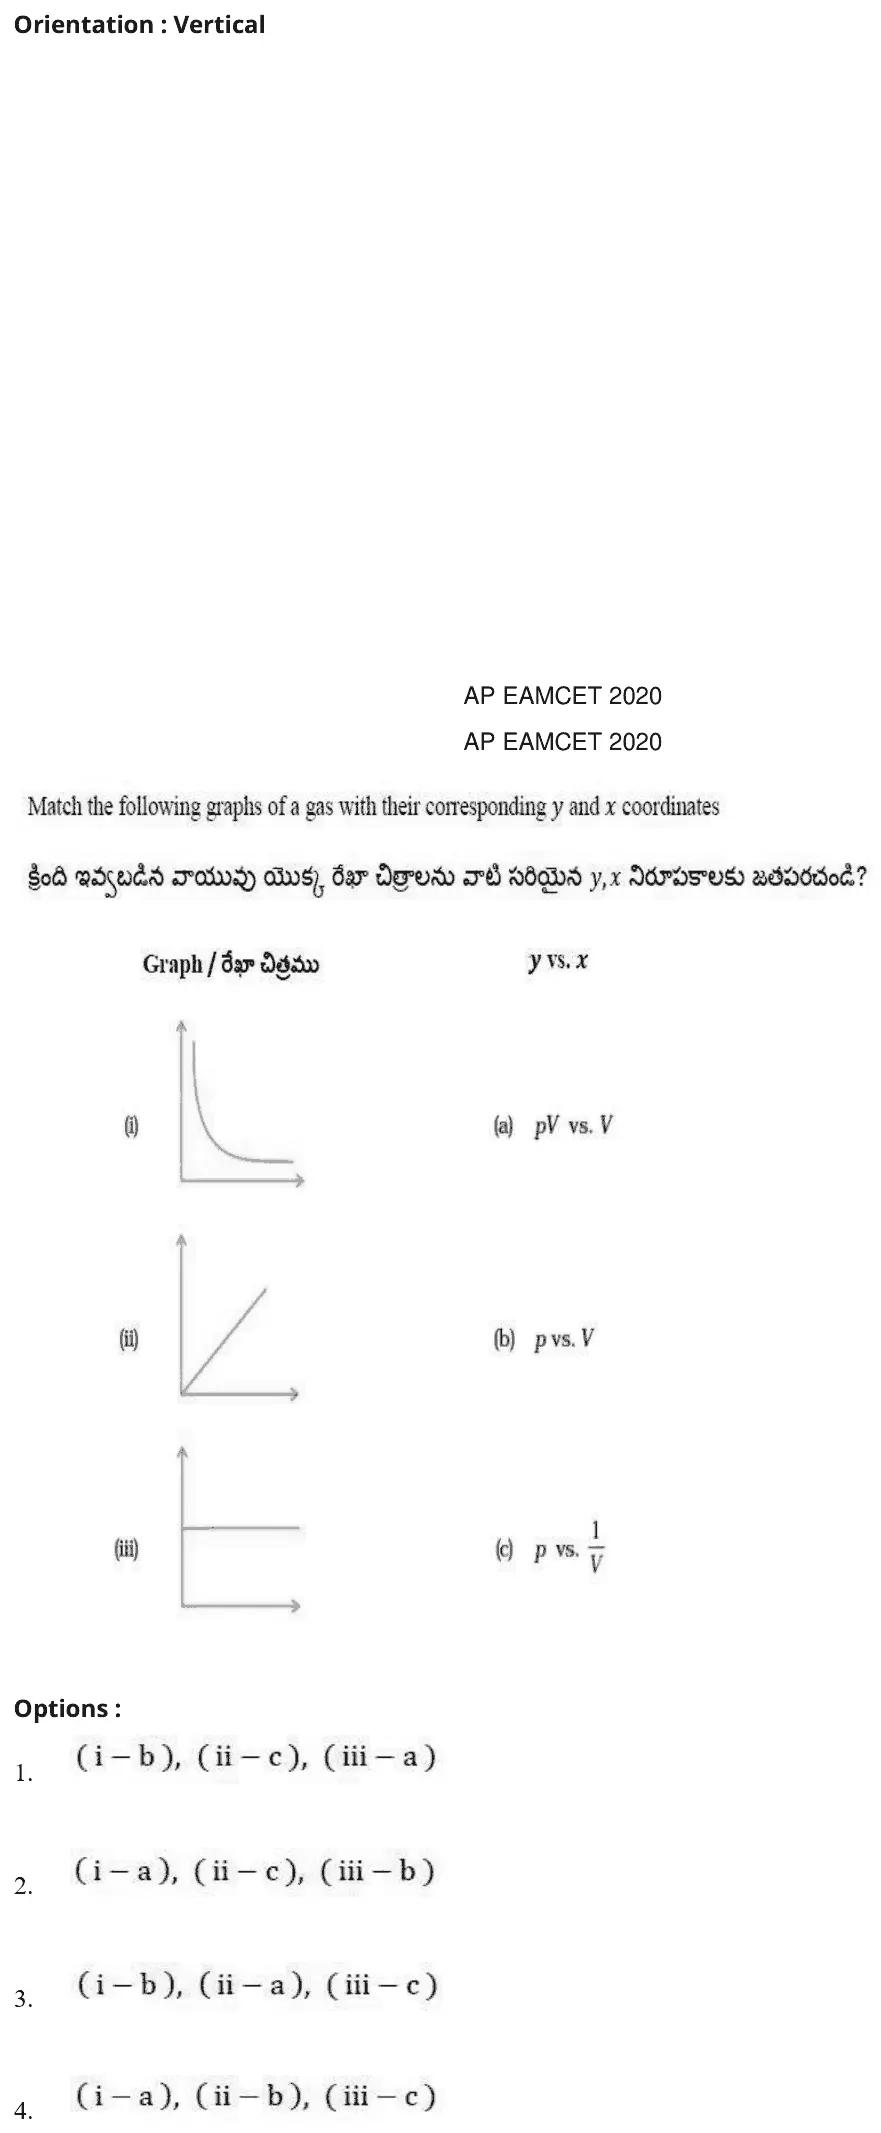 Orientation : Vertical
AP EAMCET 2020
AP EAMCET 2020
Match the following graphs of a gas with their corresponding y and x coordinates
క్రింది ఇవ్వబడిన వాయువు యొక్క రేఖా చిత్రాలను వాటి సరియైన y, x నిరూపకాలకు జతపరచండి?
Graph / రేఖా చిత్రము y vs. x
(i) (a) pV vs. V
(ii) (b) p vs. V
(iii) (c) p vs. 1/V
Options :
1. ( i – b ), ( ii – c ), ( iii – a )
2. ( i – a ), ( ii – c ), ( iii – b )
3. ( i – b ), ( ii – a ), ( iii – c )
4. ( i – a ), ( ii – b ), ( iii – c )